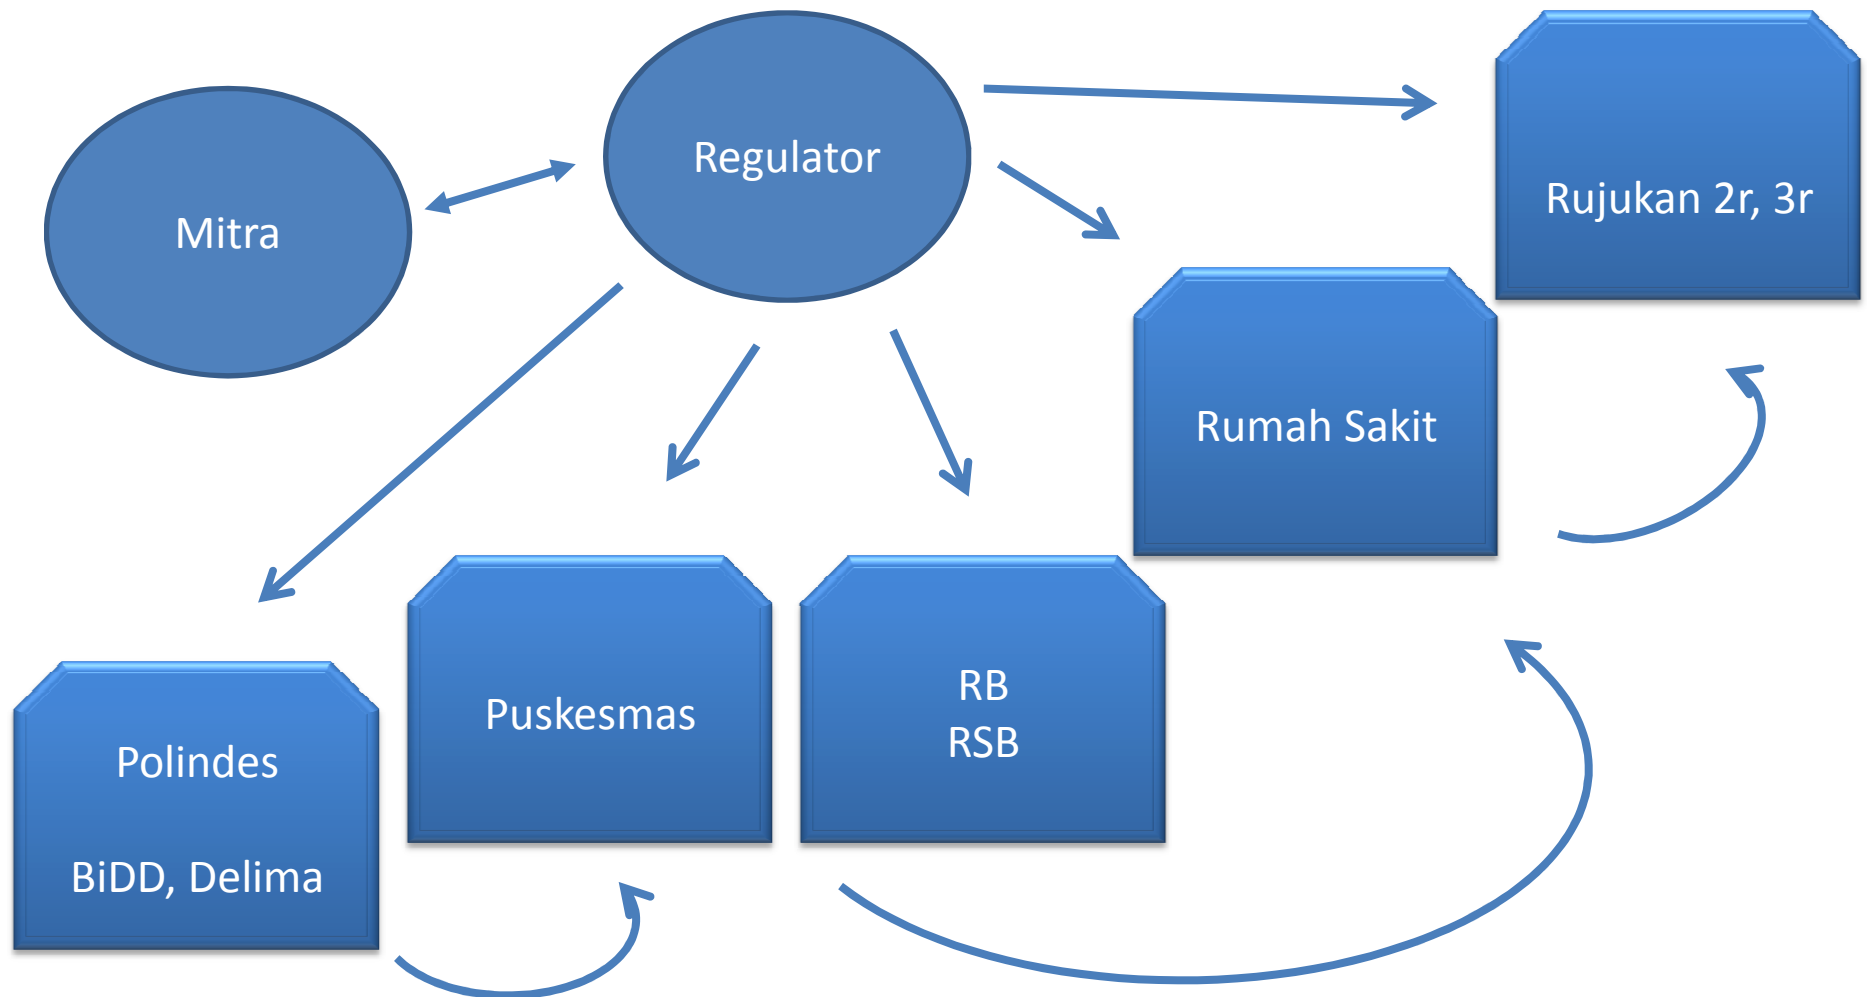 Regulator
Mitra
Rujukan 2r, 3r
Rumah Sakit
Puskesmas
RB
RSB
Polindes
BiDD, Delima